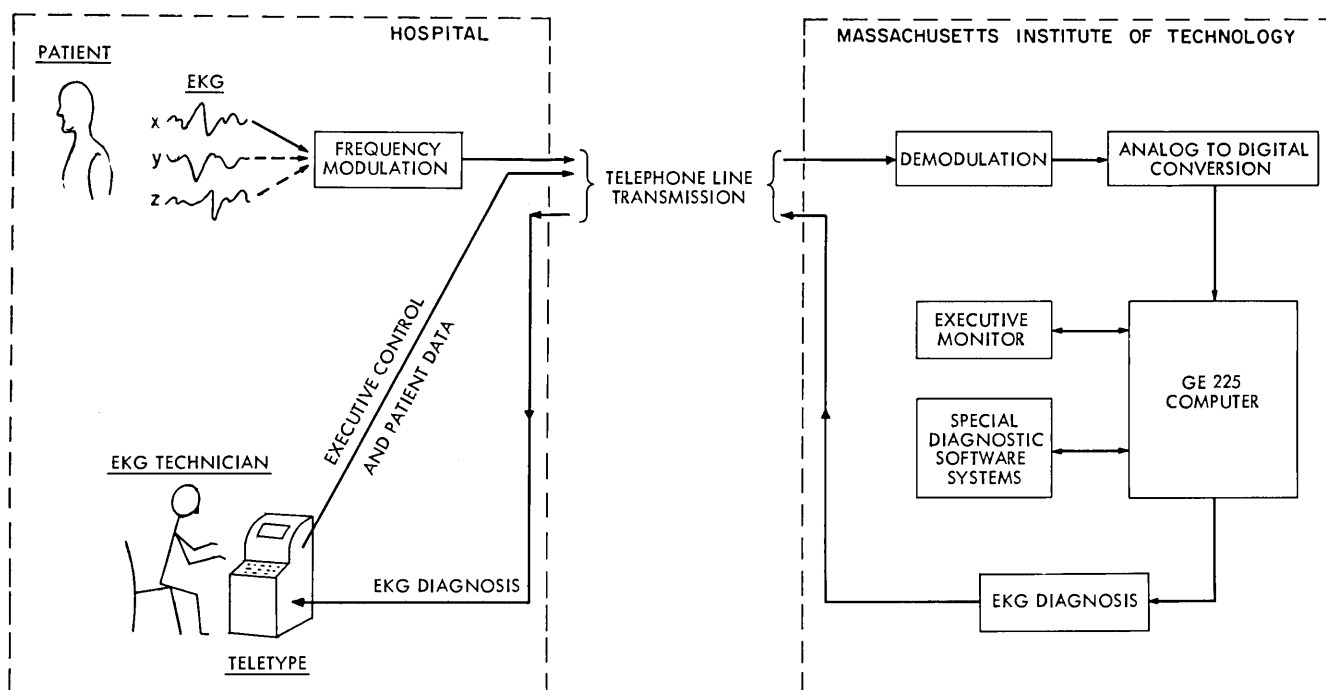 HOSPITAL
PATIENT
EKG
X
y
z
FREQUENCY
MODULATION
TELEPHONE LINE
TRANSMISSION
EXECUTIVE CONTROL
AND PATIENT DATA
EKG TECHNICIAN
EKG DIAGNOSIS
TELETYPE
MASSACHUSETTS INSTITUTE OF TECHNOLOGY
DEMODULATION
ANALOG TO DIGITAL
CONVERSION
EXECUTIVE
MONITOR
GE 225
COMPUTER
SPECIAL
DIAGNOSTIC
SOFTWARE
SYSTEMS
EKG DIAGNOSIS